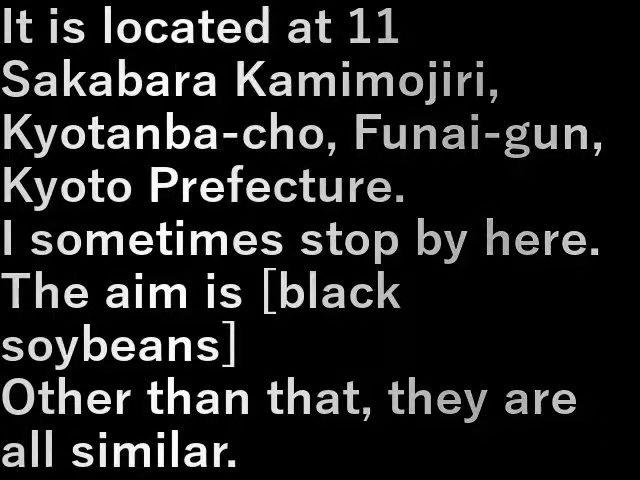 It is located at 11
Sakabara Kamimojiri,
Kyotanba-cho, Funai-gun,
Kyoto Prefecture.
I sometimes stop by here.
The aim is [black
soybeans]
Other than that, they are
all similar.